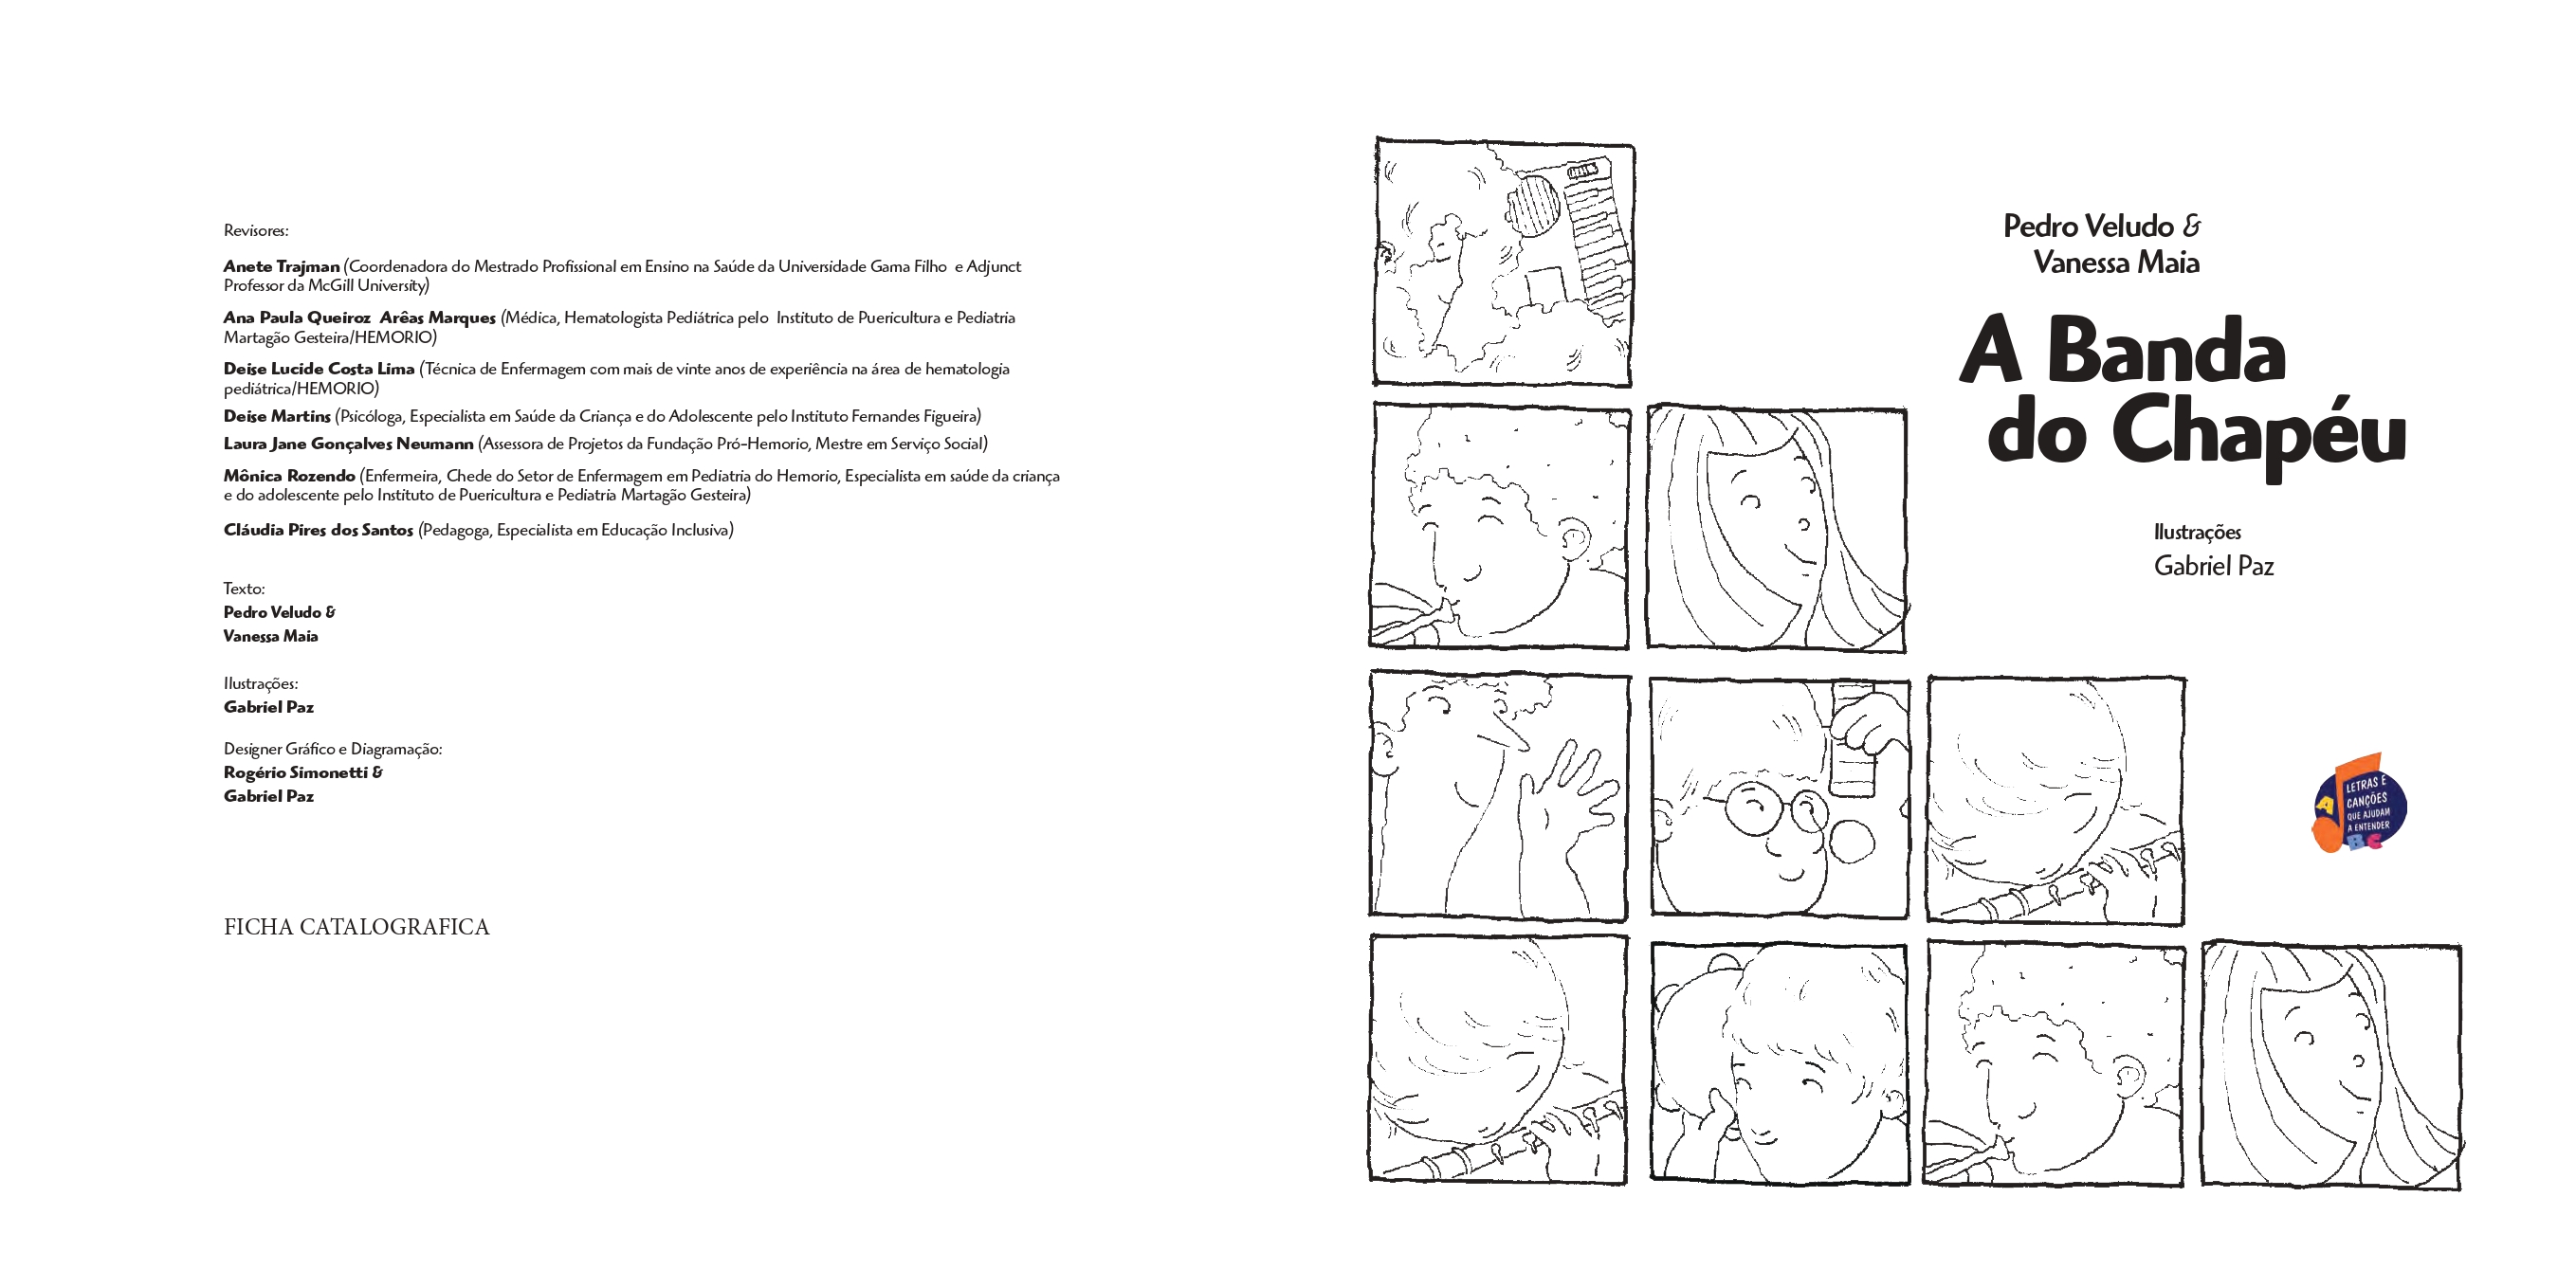 Revisores:
Anete Trajman (Coordenadora do Mestrado Profissional em Ensino na Saúde da Universidade Gama Filho e Adjunct
Professor da McGill University)
Ana Paula Queiroz Arêas Marques (Médica, Hematologista Pediátrica pelo Instituto de Puericultura e Pediatria
Martagão Gesteira/HEMORIO)
Deise Lucide Costa Lima (Técnica de Enfermagem com mais de vinte anos de experiência na área de hematologia
pediátrica/HEMORIO)
Deise Martins (Psicóloga, Especialista em Saúde da Criança e do Adolescente pelo Instituto Fernandes Figueira)
Laura Jane Gonçalves Neumann (Assessora de Projetos da Fundação Pró-Hemorio, Mestre em Serviço Social)
Mônica Rozendo (Enfermeira, Chede do Setor de Enfermagem em Pediatria do Hemorio, Especialista em saúde da criança
e do adolescente pelo Instituto de Puericultura e Pediatria Martagão Gesteira)
Cláudia Pires dos Santos (Pedagoga, Especialista em Educação Inclusiva)
Texto:
Pedro Veludo &
Vanessa Maia
Ilustrações:
Gabriel Paz
Designer Gráfico e Diagramação:
Rogério Simonetti &
Gabriel Paz
FICHA CATALOGRAFICA
Pedro Veludo &
Vanessa Maia
A Banda
do Chapéu
Ilustrações
Gabriel Paz
LETRAS E
CANÇÕES
QUE AJUDAM
A ENTENDER
A
B C